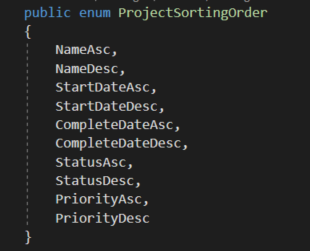 public enum ProjectSortingOrder
{
NameAsc,
NameDesc,
StartDateAsc,
StartDateDesc,
CompleteDateAsc,
CompleteDateDesc,
StatusAsc,
StatusDesc,
PriorityAsc,
PriorityDesc
}